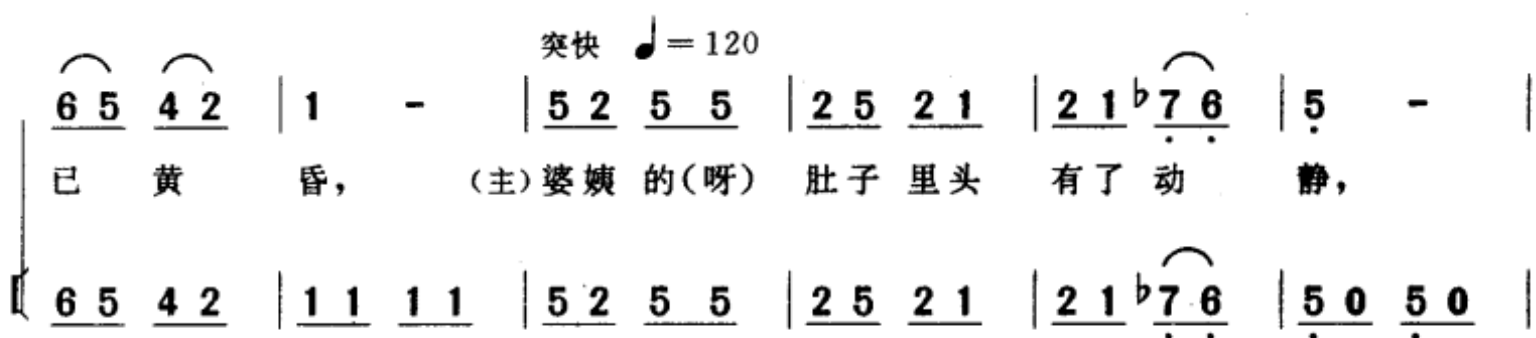 突快 ♩=120
6 5 4 2 | 1 - | 5 2 5 5 | 2 5 2 1 | 2 1 ♭7 6 | 5 - |
已 黄 昏, (主)婆姨 的(呀) 肚子 里头 有了 动 静,
6 5 4 2 | 1 1 1 1 | 5 2 5 5 | 2 5 2 1 | 2 1 ♭7 6 | 5 0 5 0 |